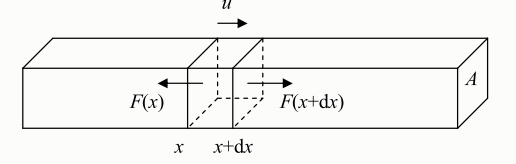 u
A
F(x) F(x+dx)
x x+dx